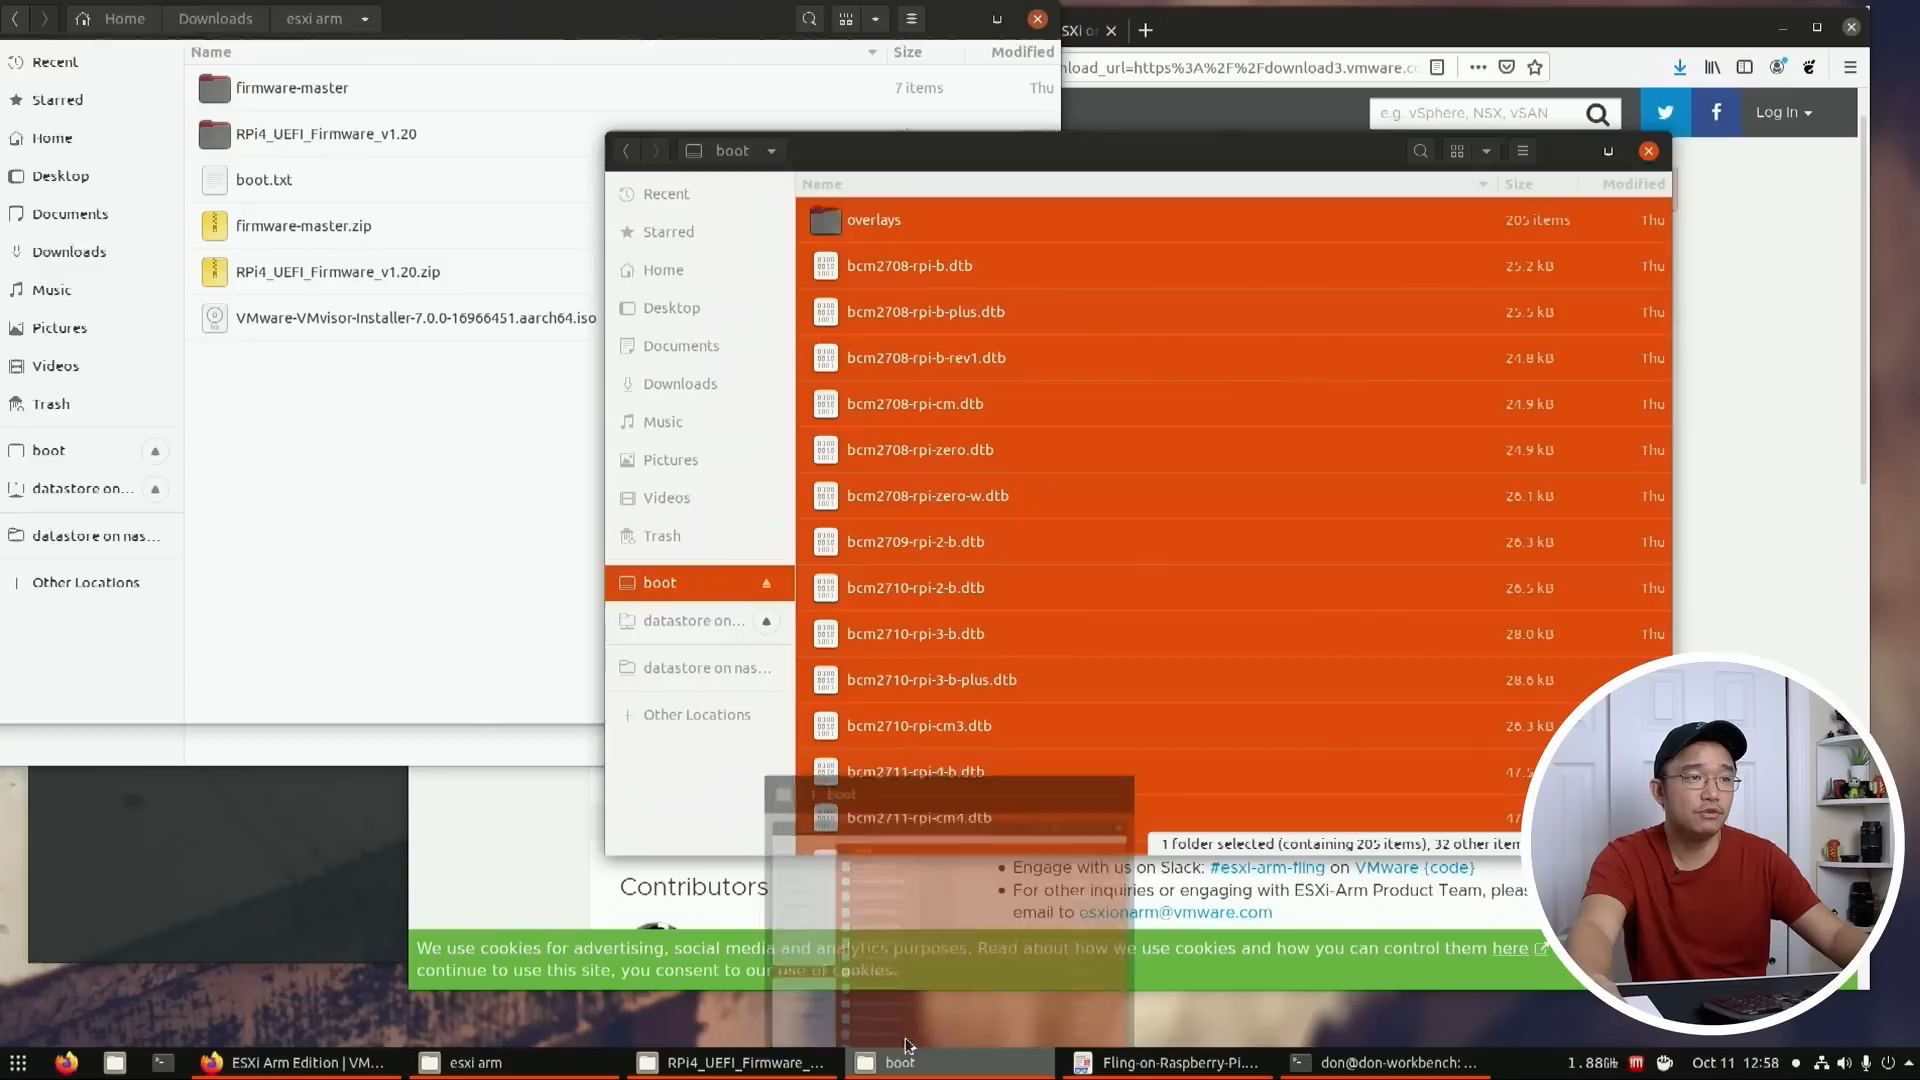 Home
Downloads
esxi arm
Name
Size
Modified
Recent
Starred
Home
Desktop
Documents
Downloads
Music
Pictures
Videos
Trash
boot
datastore on...
datastore on nas...
Other Locations
firmware-master
7 items
Thu
RPi4_UEFI_Firmware_v1.20
boot.txt
firmware-master.zip
RPi4_UEFI_Firmware_v1.20.zip
VMware-VMvisor-Installer-7.0.0-16966451.aarch64.iso
nload_url=https%3A%2F%2Fdownload3.vmware.c
e.g. vSphere, NSX, vSAN
Log In
boot
Name
Size
Modified
Recent
Starred
Home
Desktop
Documents
Downloads
Music
Pictures
Videos
Trash
boot
datastore on...
datastore on nas...
Other Locations
overlays 205 items Thu
bcm2708-rpi-b.dtb 25.2 kB Thu
bcm2708-rpi-b-plus.dtb 25.5 kB Thu
bcm2708-rpi-b-rev1.dtb 24.8 kB Thu
bcm2708-rpi-cm.dtb 24.9 kB Thu
bcm2708-rpi-zero.dtb 24.9 kB Thu
bcm2708-rpi-zero-w.dtb 26.1 kB Thu
bcm2709-rpi-2-b.dtb 26.3 kB Thu
bcm2710-rpi-2-b.dtb 26.5 kB Thu
bcm2710-rpi-3-b.dtb 28.0 kB Thu
bcm2710-rpi-3-b-plus.dtb 28.6 kB
bcm2710-rpi-cm3.dtb 26.3 kB
bcm2711-rpi-4-b.dtb 47.5
bcm2711-rpi-cm4.dtb 47
1 folder selected (containing 205 items), 32 other item
boot
Contributors
Engage with us on Slack: #esxi-arm-fling on VMware {code}
For other inquiries or engaging with ESXi-Arm Product Team, pleas
email to esxionarm@vmware.com
We use cookies for advertising, social media and analytics purposes. Read about how we use cookies and how you can control them here
continue to use this site, you consent to our use of cookies.
ESXi Arm Edition | VM...
esxi arm
RPi4_UEFI_Firmware_...
boot
Fling-on-Raspberry-Pi....
don@don-workbench: ...
1.88GHz
Oct 11 12:58